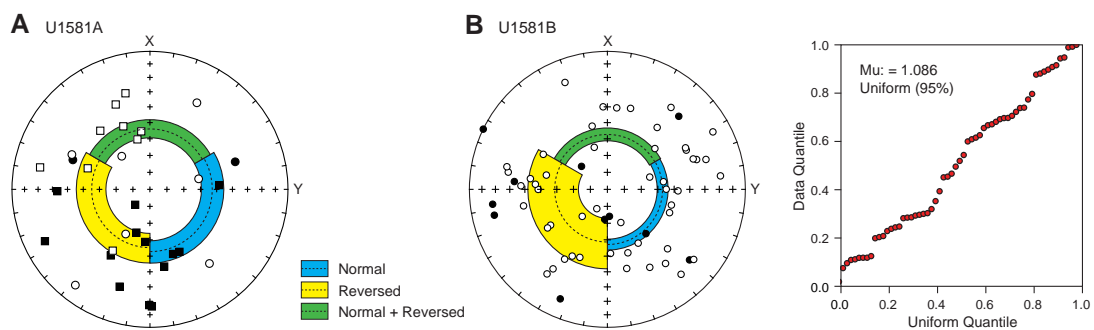 A U1581A
X
Y
Normal
Reversed
Normal + Reversed
B U1581B
X
Y
Mu: = 1.086
Uniform (95%)
Data Quantile
1.0
0.8
0.6
0.4
0.2
0.0
0.0 0.2 0.4 0.6 0.8 1.0
Uniform Quantile